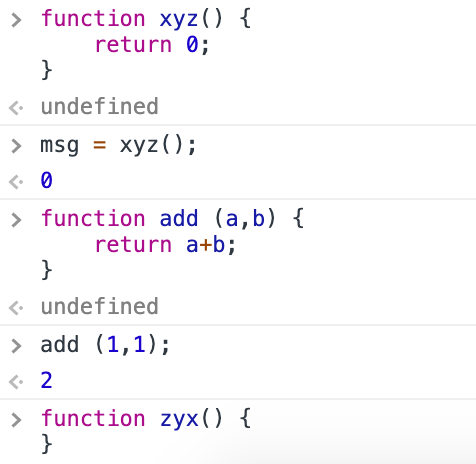 function xyz() {
    return 0;
}
undefined
msg = xyz();
0
function add (a,b) {
    return a+b;
}
undefined
add (1,1);
2
function zyx() {
}